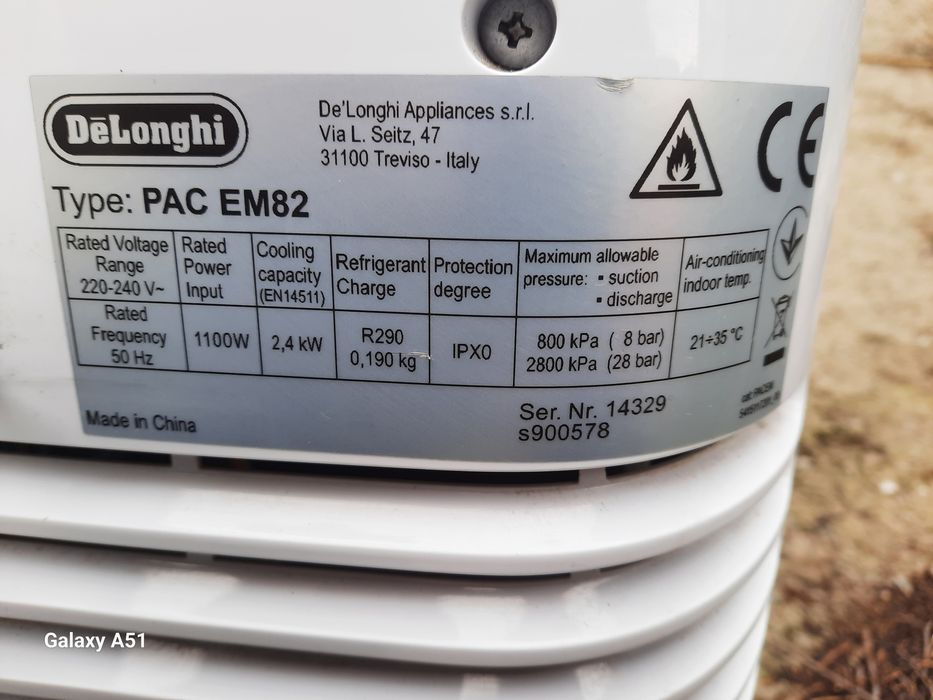 DēLonghi
De'Longhi Appliances s.r.l.
Via L. Seitz, 47
31100 Treviso - Italy
CE
Type: PAC EM82
Rated Voltage
Range
220-240 V~
Rated
Frequency
50 Hz
Rated
Power
Input
1100W
Cooling
capacity
(EN14511)
2,4 kW
Refrigerant
Charge
R290
0,190 kg
Protection
degree
IPX0
Maximum allowable
pressure: ▪ suction
▪ discharge
800 kPa ( 8 bar)
2800 kPa (28 bar)
Air-conditioning
indoor temp.
21÷35 °C
Made in China
Ser. Nr. 14329
s900578
Galaxy A51